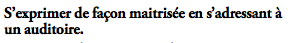 S’exprimer de façon maitrisée en s’adressant à
un auditoire.